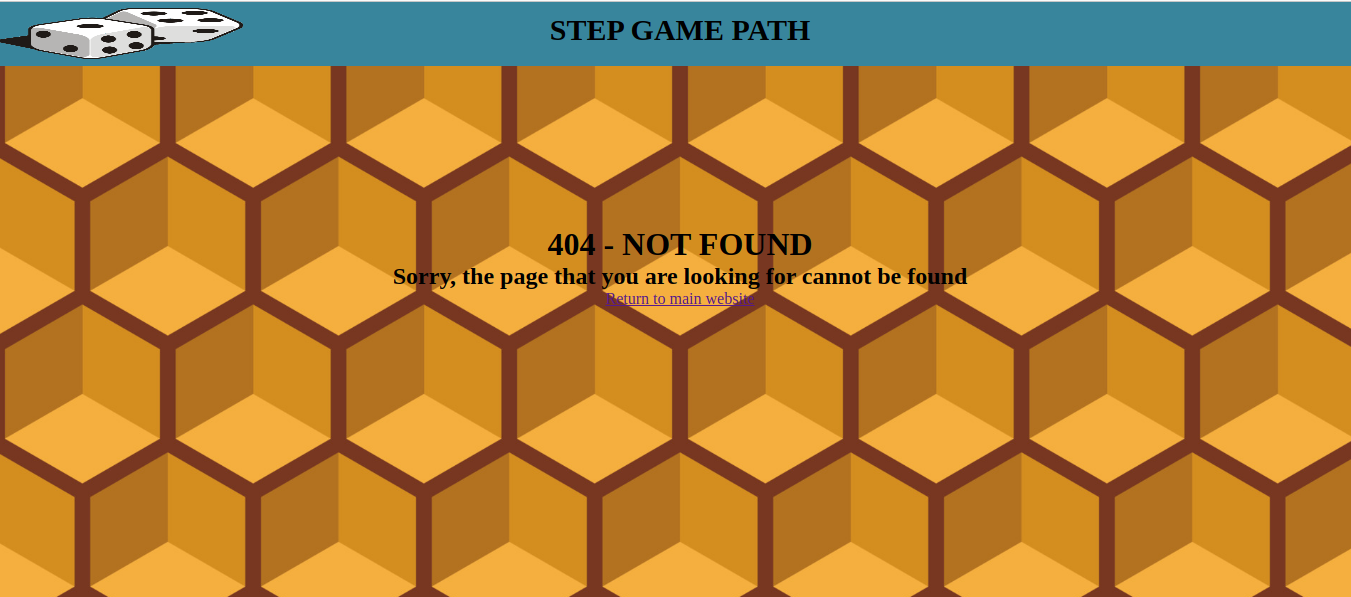 STEP GAME PATH
404 - NOT FOUND
Sorry, the page that you are looking for cannot be found
Return to main website